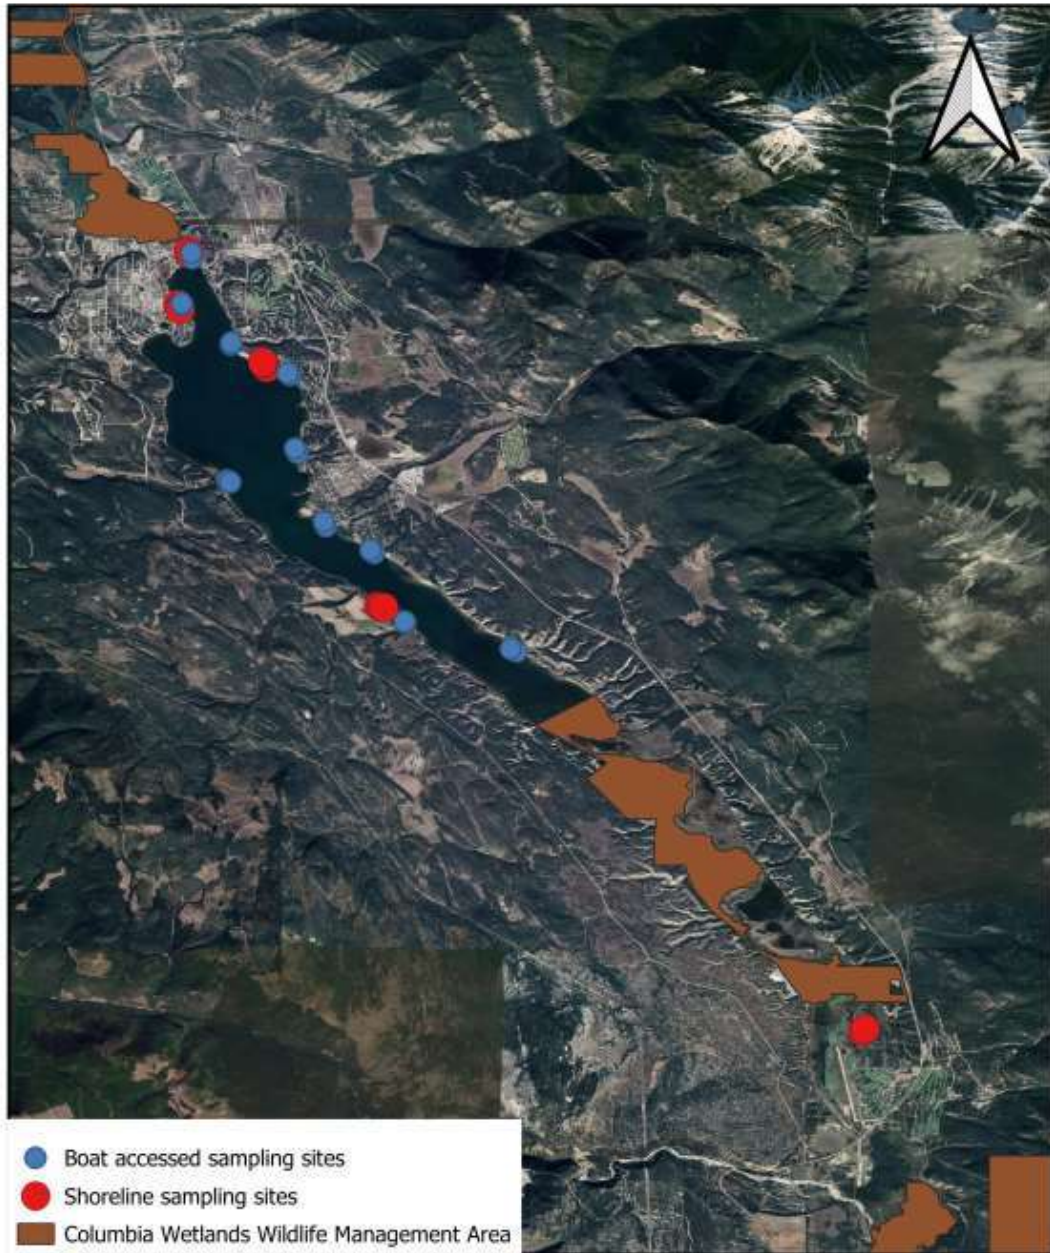 Boat accessed sampling sites
Shoreline sampling sites
Columbia Wetlands Wildlife Management Area